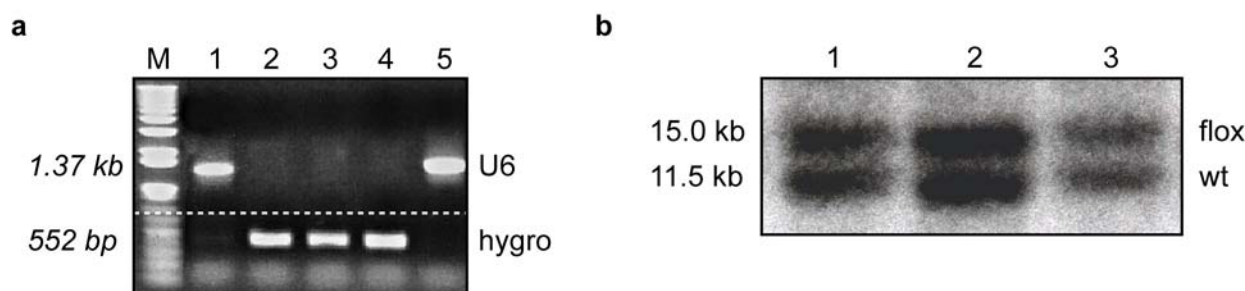 a
M 1 2 3 4 5
1.37 kb U6
552 bp hygro
b
1 2 3
15.0 kb flox
11.5 kb wt